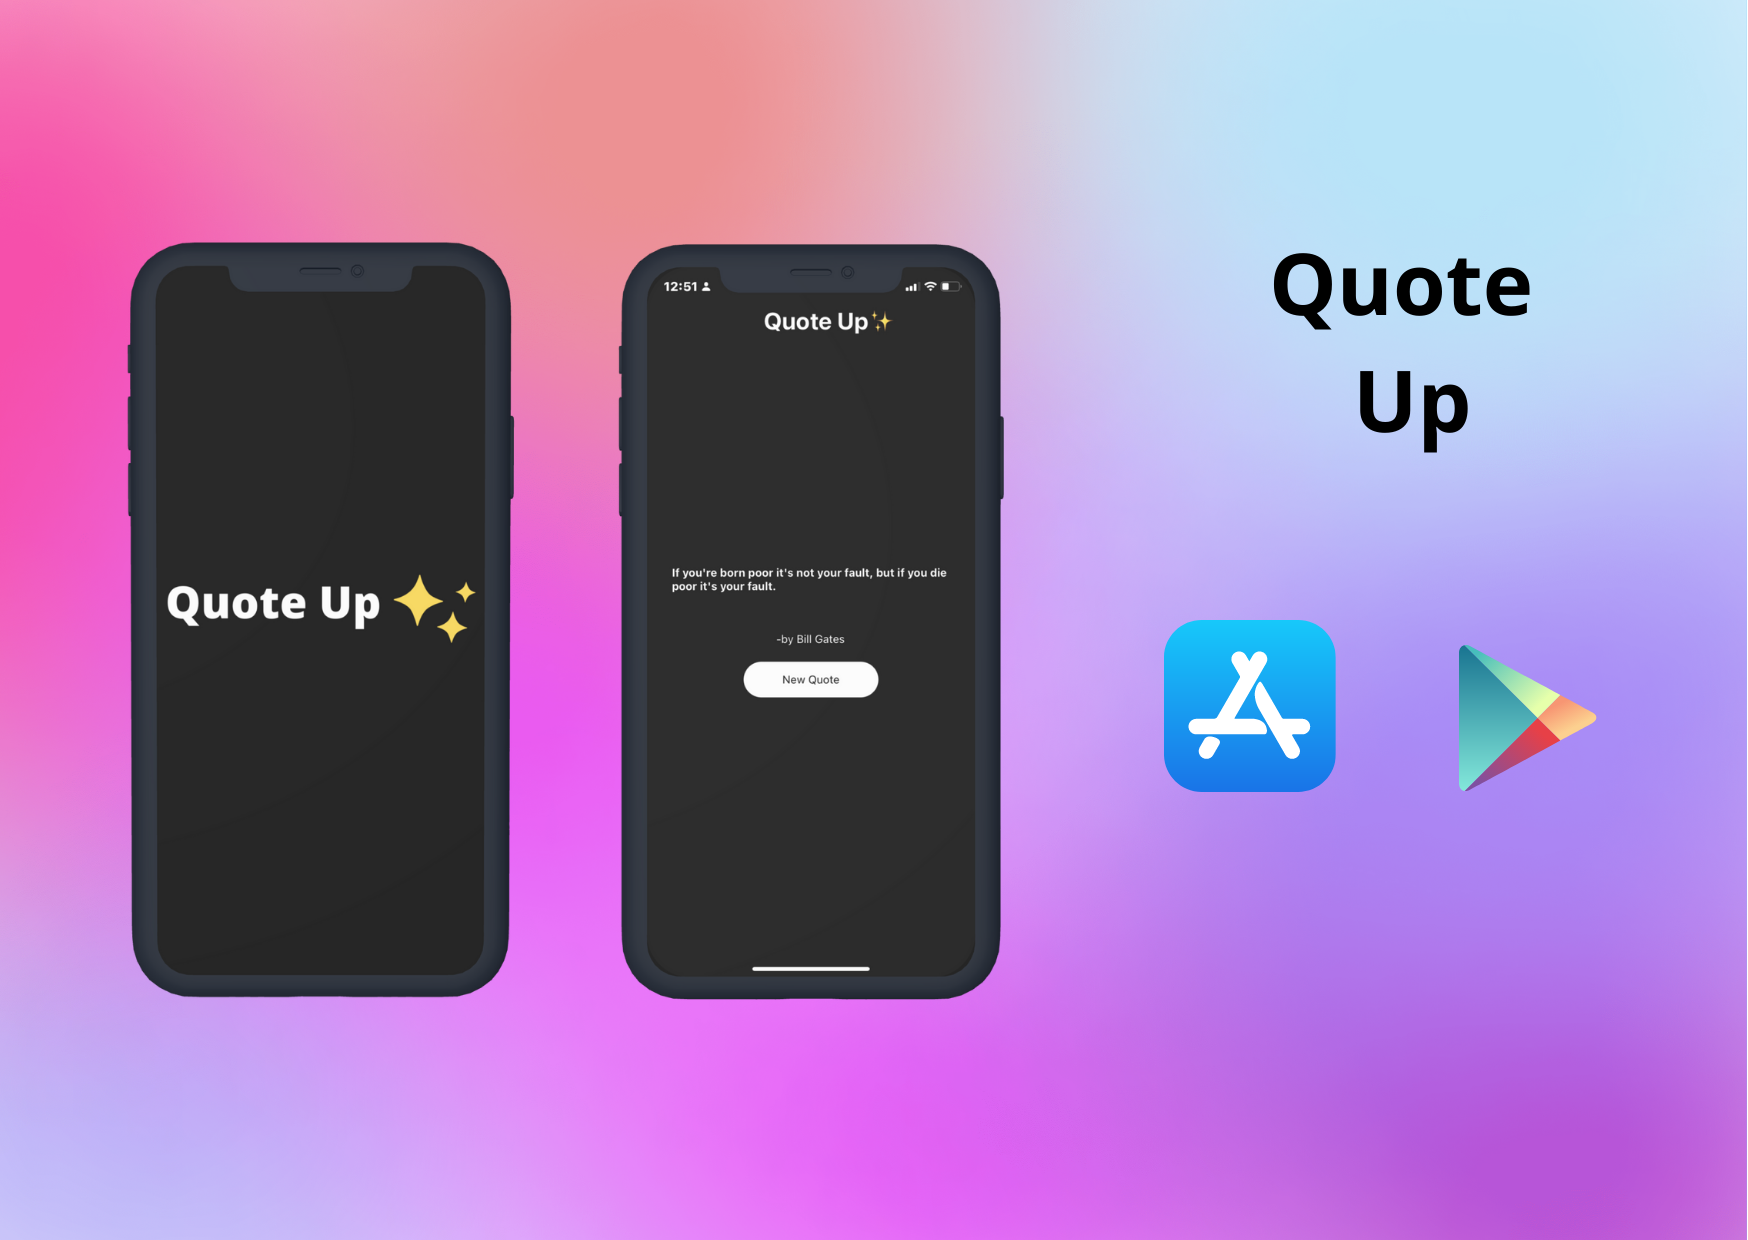 Quote Up ✨
12:51
Quote Up✨
If you're born poor it's not your fault, but if you die
poor it's your fault.
-by Bill Gates
New Quote
Quote
Up